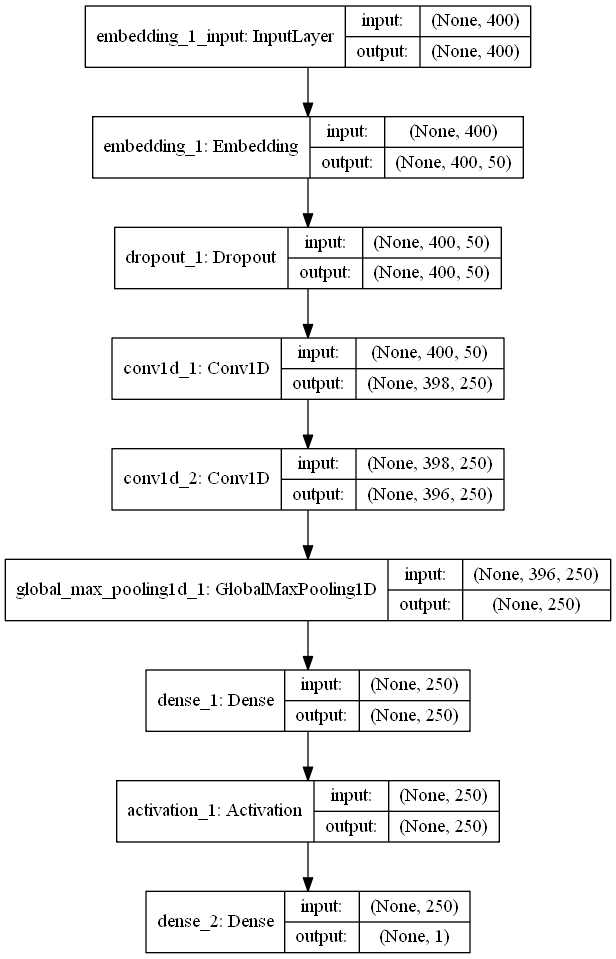 embedding_1_input: InputLayer
input: (None, 400)
output: (None, 400)
embedding_1: Embedding
input: (None, 400)
output: (None, 400, 50)
dropout_1: Dropout
input: (None, 400, 50)
output: (None, 400, 50)
conv1d_1: Conv1D
input: (None, 400, 50)
output: (None, 398, 250)
conv1d_2: Conv1D
input: (None, 398, 250)
output: (None, 396, 250)
global_max_pooling1d_1: GlobalMaxPooling1D
input: (None, 396, 250)
output: (None, 250)
dense_1: Dense
input: (None, 250)
output: (None, 250)
activation_1: Activation
input: (None, 250)
output: (None, 250)
dense_2: Dense
input: (None, 250)
output: (None, 1)